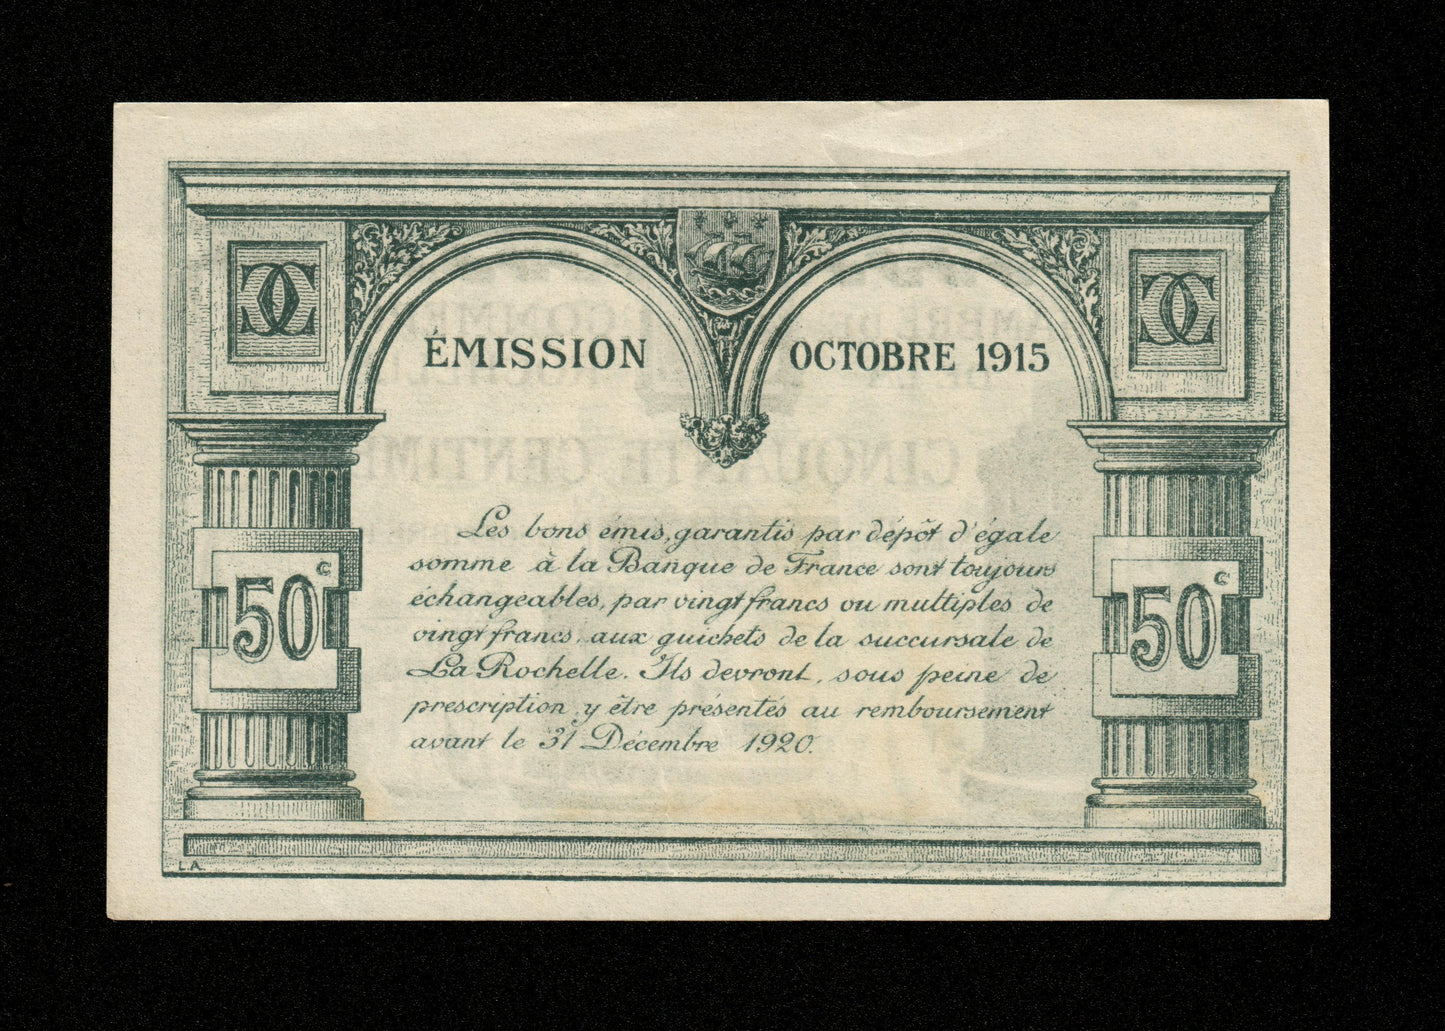 ÉMISSION OCTOBRE 1915
Les bons émis, garantis par dépôt d'égale
somme à la Banque de France sont toujours
échangeables, par vingt francs ou multiples de
vingt francs, aux guichets de la succursale de
La Rochelle. Ils devront, sous peine de
prescription, y être présentés au remboursement
avant le 31 Décembre 1920.
50c
50c
L.A.